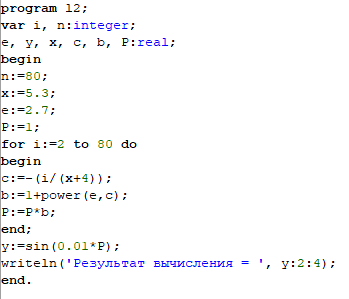 program l2;
var i, n:integer;
e, y, x, c, b, P:real;
begin
n:=80;
x:=5.3;
e:=2.7;
P:=1;
for i:=2 to 80 do
begin
c:=-(i/(x+4));
b:=1+power(e,c);
P:=P*b;
end;
y:=sin(0.01*P);
writeln('Результат вычисления = ', y:2:4);
end.